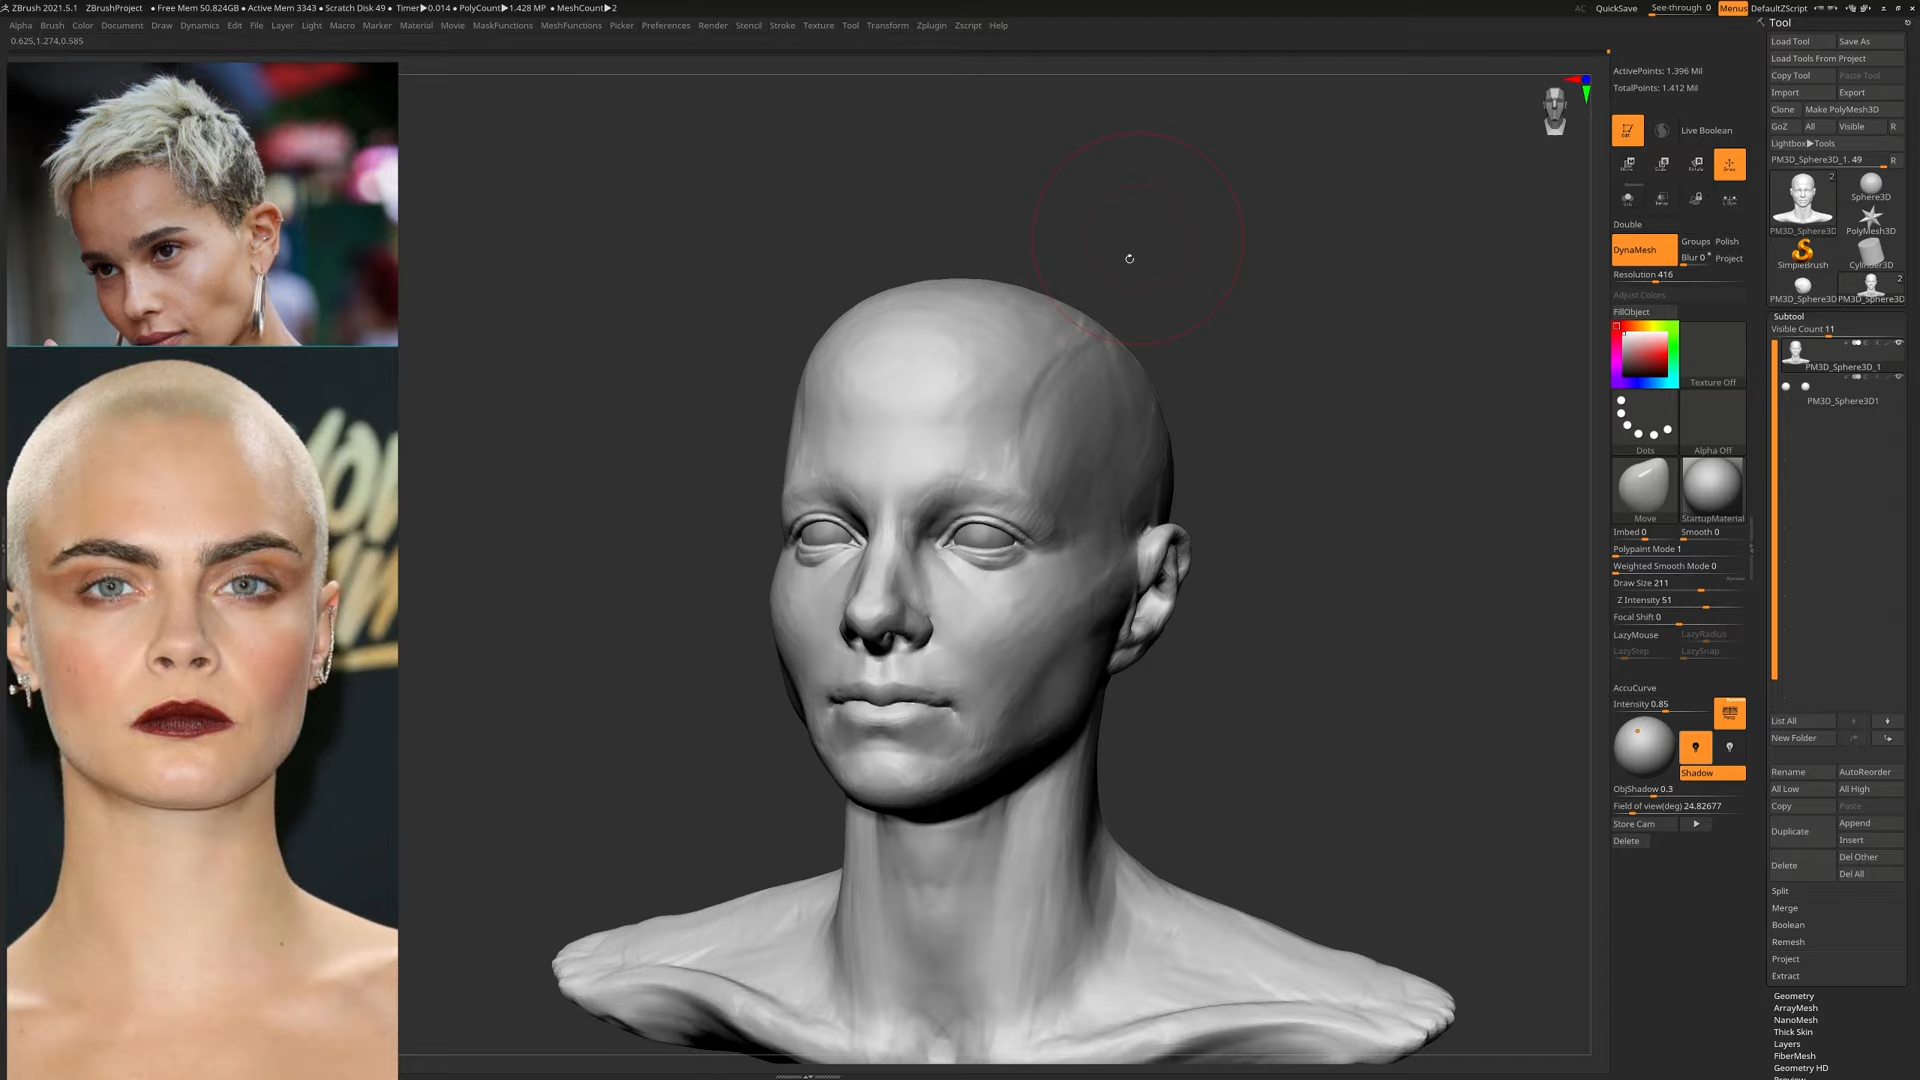 ZBrush 2021.5.1 ZBrushProject • Free Mem 50.824GB • Active Mem 3343 • Scratch Disk 49 • Timer▶0.014 • PolyCount▶1.428 MP • MeshCount▶2 AC QuickSave See-through 0 Menus DefaultZScript
Alpha Brush Color Document Draw Dynamics Edit File Layer Light Macro Marker Material Movie MaskFunctions MeshFunctions Picker Preferences Render Stencil Stroke Texture Tool Transform Zplugin Zscript Help
0.625,1.274,0.585
ActivePoints: 1.396 Mil
TotalPoints: 1.412 Mil
Edit
Live Boolean
Move Scale Rotate Draw
Double
DynaMesh
Groups Polish
Blur 0 Project
Resolution 416
Adjust Colors
FillObject
Texture Off
Dots
Alpha Off
Move
StartupMaterial
Imbed 0 Smooth 0
Polypaint Mode 1
Weighted Smooth Mode 0
Draw Size 211
Z Intensity 51
Focal Shift 0
LazyMouse LazyRadius
LazyStep LazySnap
AccuCurve
Intensity 0.85
Persp
Shadow
ObjShadow 0.3
Field of view(deg) 24.82677
Store Cam
Delete
Tool
Load Tool Save As
Load Tools From Project
Copy Tool Paste Tool
Import Export
Clone Make PolyMesh3D
GoZ All Visible R
Lightbox▶Tools
PM3D_Sphere3D_1. 49 R
2
PM3D_Sphere3D
Sphere3D
PolyMesh3D
SimpleBrush
Cylinder3D
2
PM3D_Sphere3D PM3D_Sphere3D
Subtool
Visible Count 11
PM3D_Sphere3D_1
PM3D_Sphere3D1
List All
New Folder
Rename AutoReorder
All Low All High
Copy Paste
Duplicate
Append
Insert
Delete
Del Other
Del All
Split
Merge
Boolean
Remesh
Project
Extract
Geometry
ArrayMesh
NanoMesh
Thick Skin
Layers
FiberMesh
Geometry HD